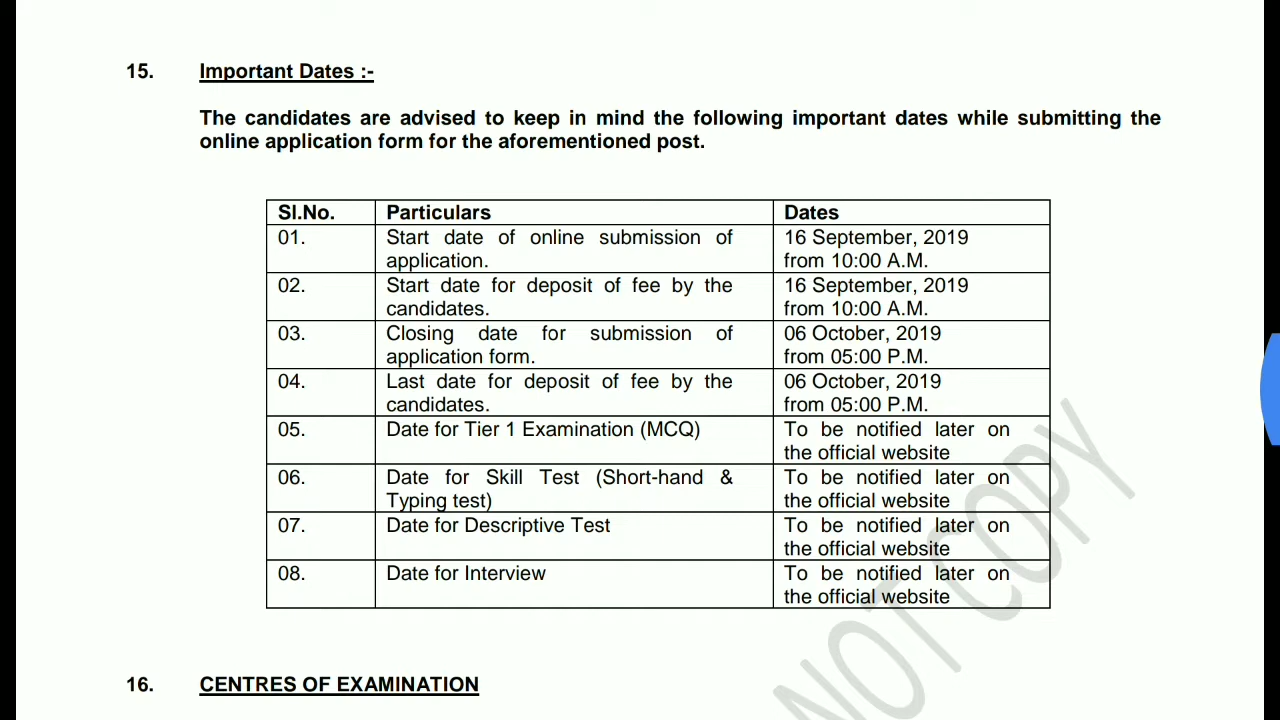 15. Important Dates :-
The candidates are advised to keep in mind the following important dates while submitting the
online application form for the aforementioned post.
Sl.No. Particulars Dates
01. Start date of online submission of 16 September, 2019
application. from 10:00 A.M.
02. Start date for deposit of fee by the 16 September, 2019
candidates. from 10:00 A.M.
03. Closing date for submission of 06 October, 2019
application form. from 05:00 P.M.
04. Last date for deposit of fee by the 06 October, 2019
candidates. from 05:00 P.M.
05. Date for Tier 1 Examination (MCQ) To be notified later on
the official website
06. Date for Skill Test (Short-hand & To be notified later on
Typing test) the official website
07. Date for Descriptive Test To be notified later on
the official website
08. Date for Interview To be notified later on
the official website
NOT COPY
16. CENTRES OF EXAMINATION